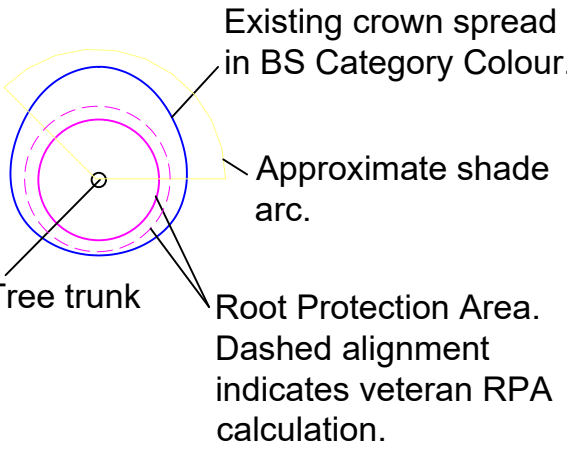 Existing crown spread
in BS Category Colour.
Approximate shade
arc.
Tree trunk
Root Protection Area.
Dashed alignment
indicates veteran RPA
calculation.